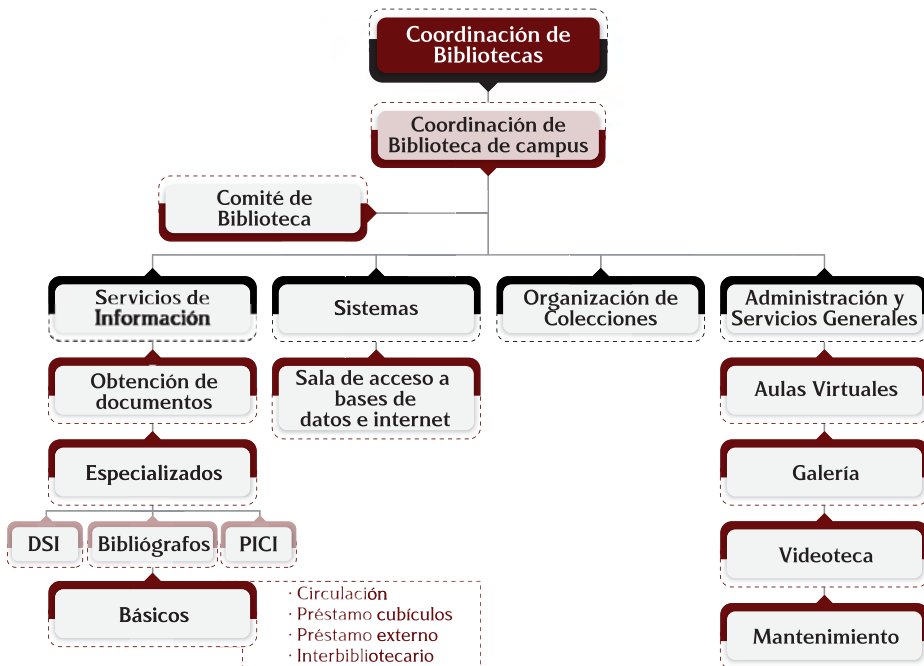 Coordinación de
Bibliotecas
Coordinación de
Biblioteca de campus
Comité de
Biblioteca
Servicios de
Información
Sistemas
Organización de
Colecciones
Administración y
Servicios Generales
Obtención de
documentos
Sala de acceso a
bases de
datos e internet
Aulas Virtuales
Especializados
Galería
DSI
Bibliógrafos
PICI
Videoteca
Básicos
· Circulación
· Préstamo cubículos
· Préstamo externo
· Interbibliotecario
Mantenimiento